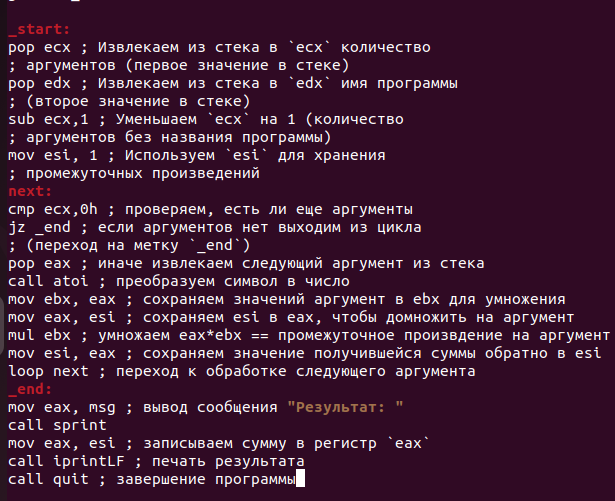 _start:
pop ecx ; Извлекаем из стека в `ecx` количество
; аргументов (первое значение в стеке)
pop edx ; Извлекаем из стека в `edx` имя программы
; (второе значение в стеке)
sub ecx,1 ; Уменьшаем `ecx` на 1 (количество
; аргументов без названия программы)
mov esi, 1 ; Используем `esi` для хранения
; промежуточных произведений
next:
cmp ecx,0h ; проверяем, есть ли еще аргументы
jz _end ; если аргументов нет выходим из цикла
; (переход на метку `_end`)
pop eax ; иначе извлекаем следующий аргумент из стека
call atoi ; преобразуем символ в число
mov ebx, eax ; сохраняем значений аргумент в ebx для умножения
mov eax, esi ; сохраняем esi в eax, чтобы домножить на аргумент
mul ebx ; умножаем eax*ebx == промежуточное произвдение на аргумент
mov esi, eax ; сохраняем значение получившейся суммы обратно в esi
loop next ; переход к обработке следующего аргумента
_end:
mov eax, msg ; вывод сообщения "Результат: "
call sprint
mov eax, esi ; записываем сумму в регистр `eax`
call iprintLF ; печать результата
call quit ; завершение программы